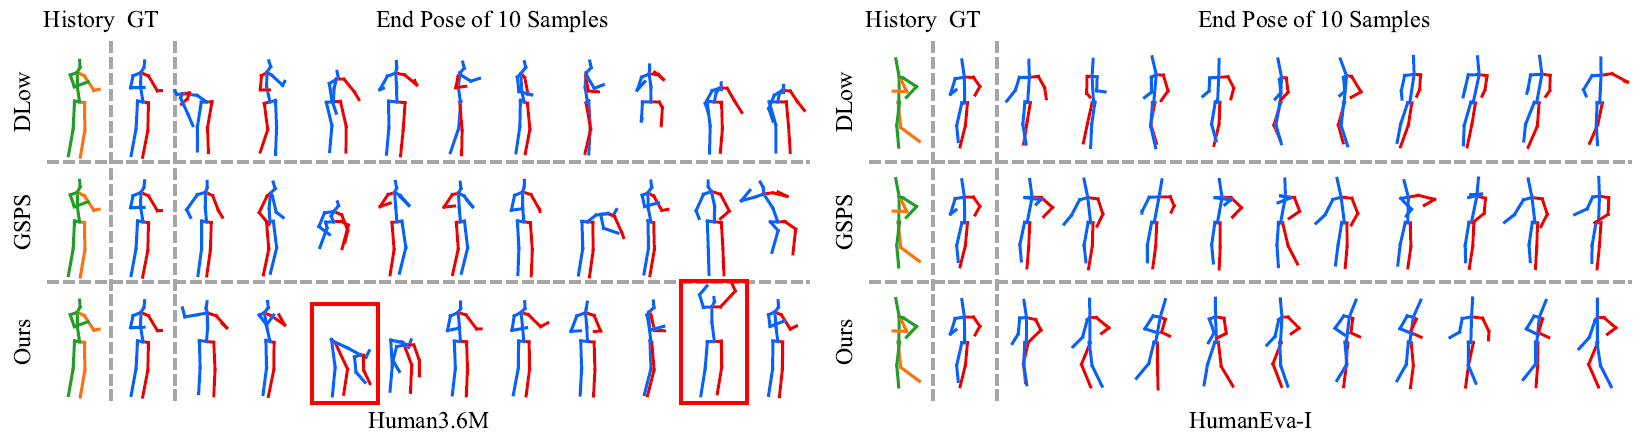 History GT End Pose of 10 Samples
DLow
GSPS
Ours
Human3.6M
History GT End Pose of 10 Samples
DLow
GSPS
Ours
HumanEva-I